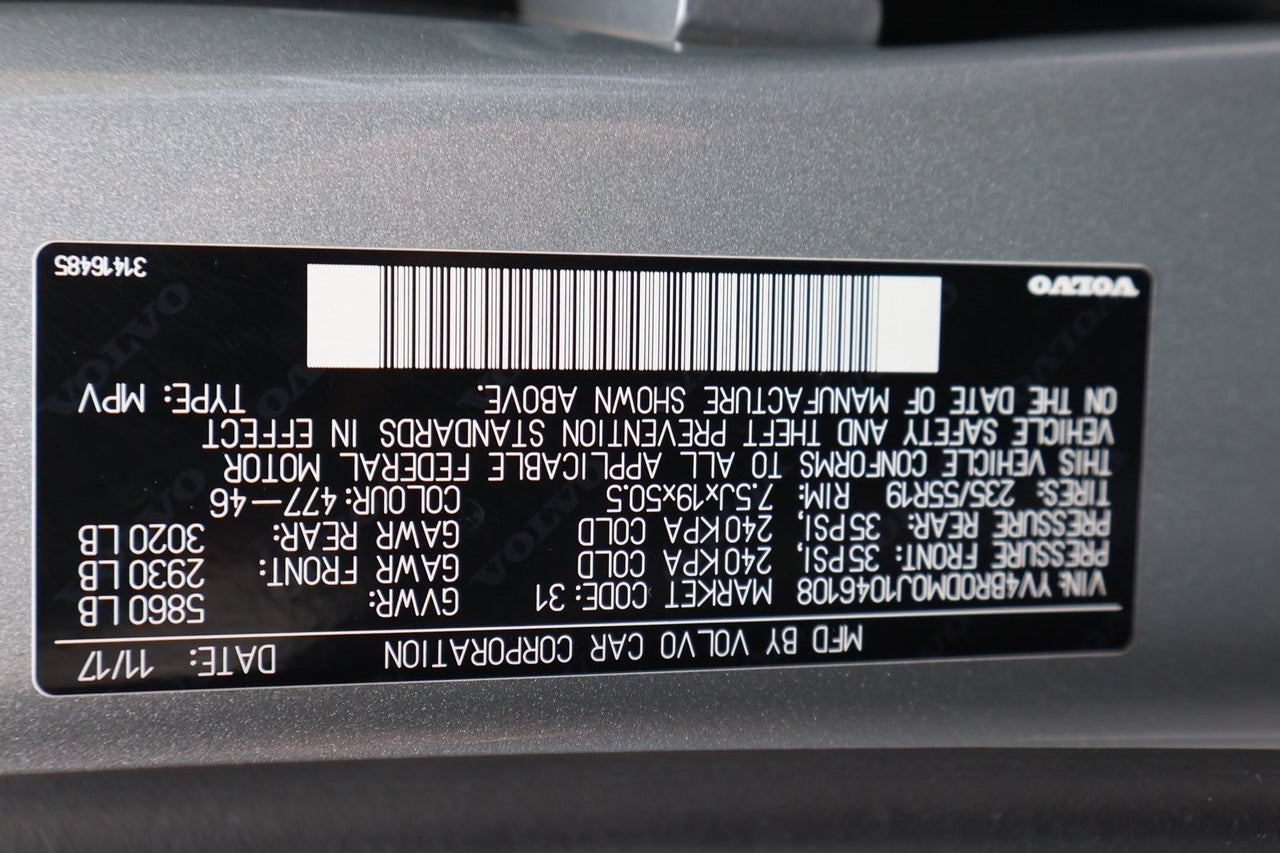 MFD BY VOLVO CAR CORPORATION DATE: 11/17
VIN: YV4BR0DM0J1046108 MARKET CODE: 31 GVWR: 5860 LB
PRESSURE FRONT: 35PSI, 240KPA COLD GAWR FRONT: 2930 LB
PRESSURE REAR: 35PSI, 240KPA COLD GAWR REAR: 3020 LB
TIRES: 235/55R19 RIM: 7.5Jx19x50.5 COLOUR: 477-46
THIS VEHICLE CONFORMS TO ALL APPLICABLE FEDERAL MOTOR
VEHICLE SAFETY AND THEFT PREVENTION STANDARDS IN EFFECT
ON THE DATE OF MANUFACTURE SHOWN ABOVE. TYPE: MPV
VOLVO 31416485